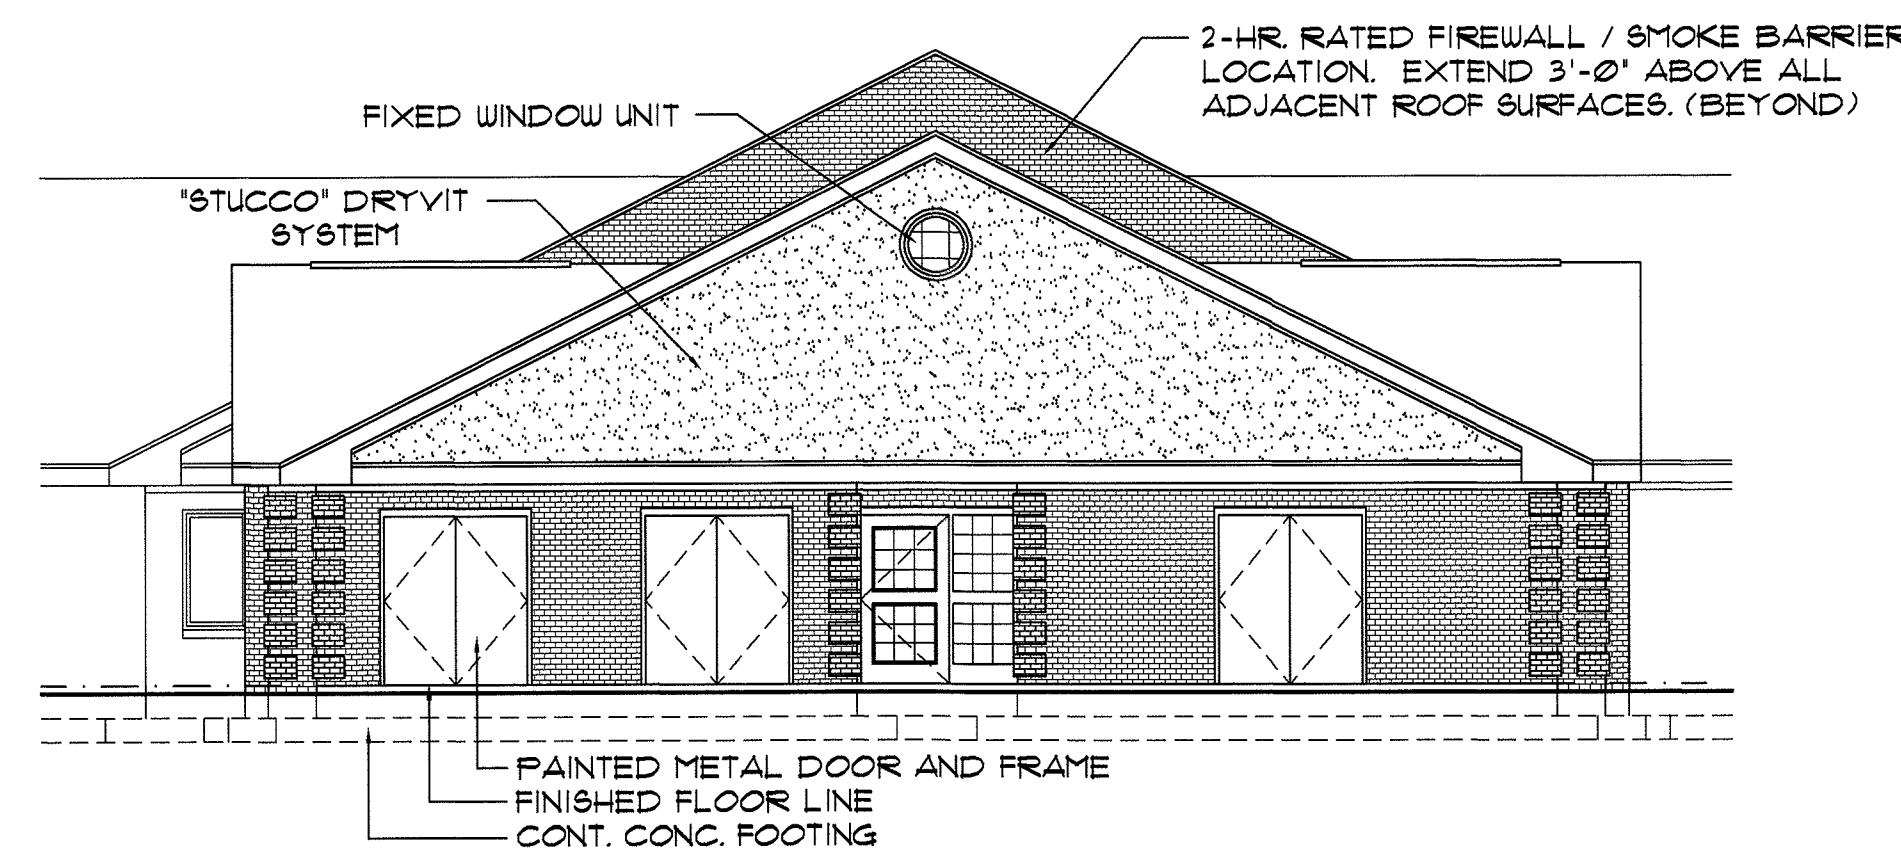 2-HR. RATED FIREWALL / SMOKE BARRIER
LOCATION. EXTEND 3'-0" ABOVE ALL
ADJACENT ROOF SURFACES. (BEYOND)
FIXED WINDOW UNIT
"STUCCO" DRYVIT
SYSTEM
PAINTED METAL DOOR AND FRAME
FINISHED FLOOR LINE
CONT. CONC. FOOTING